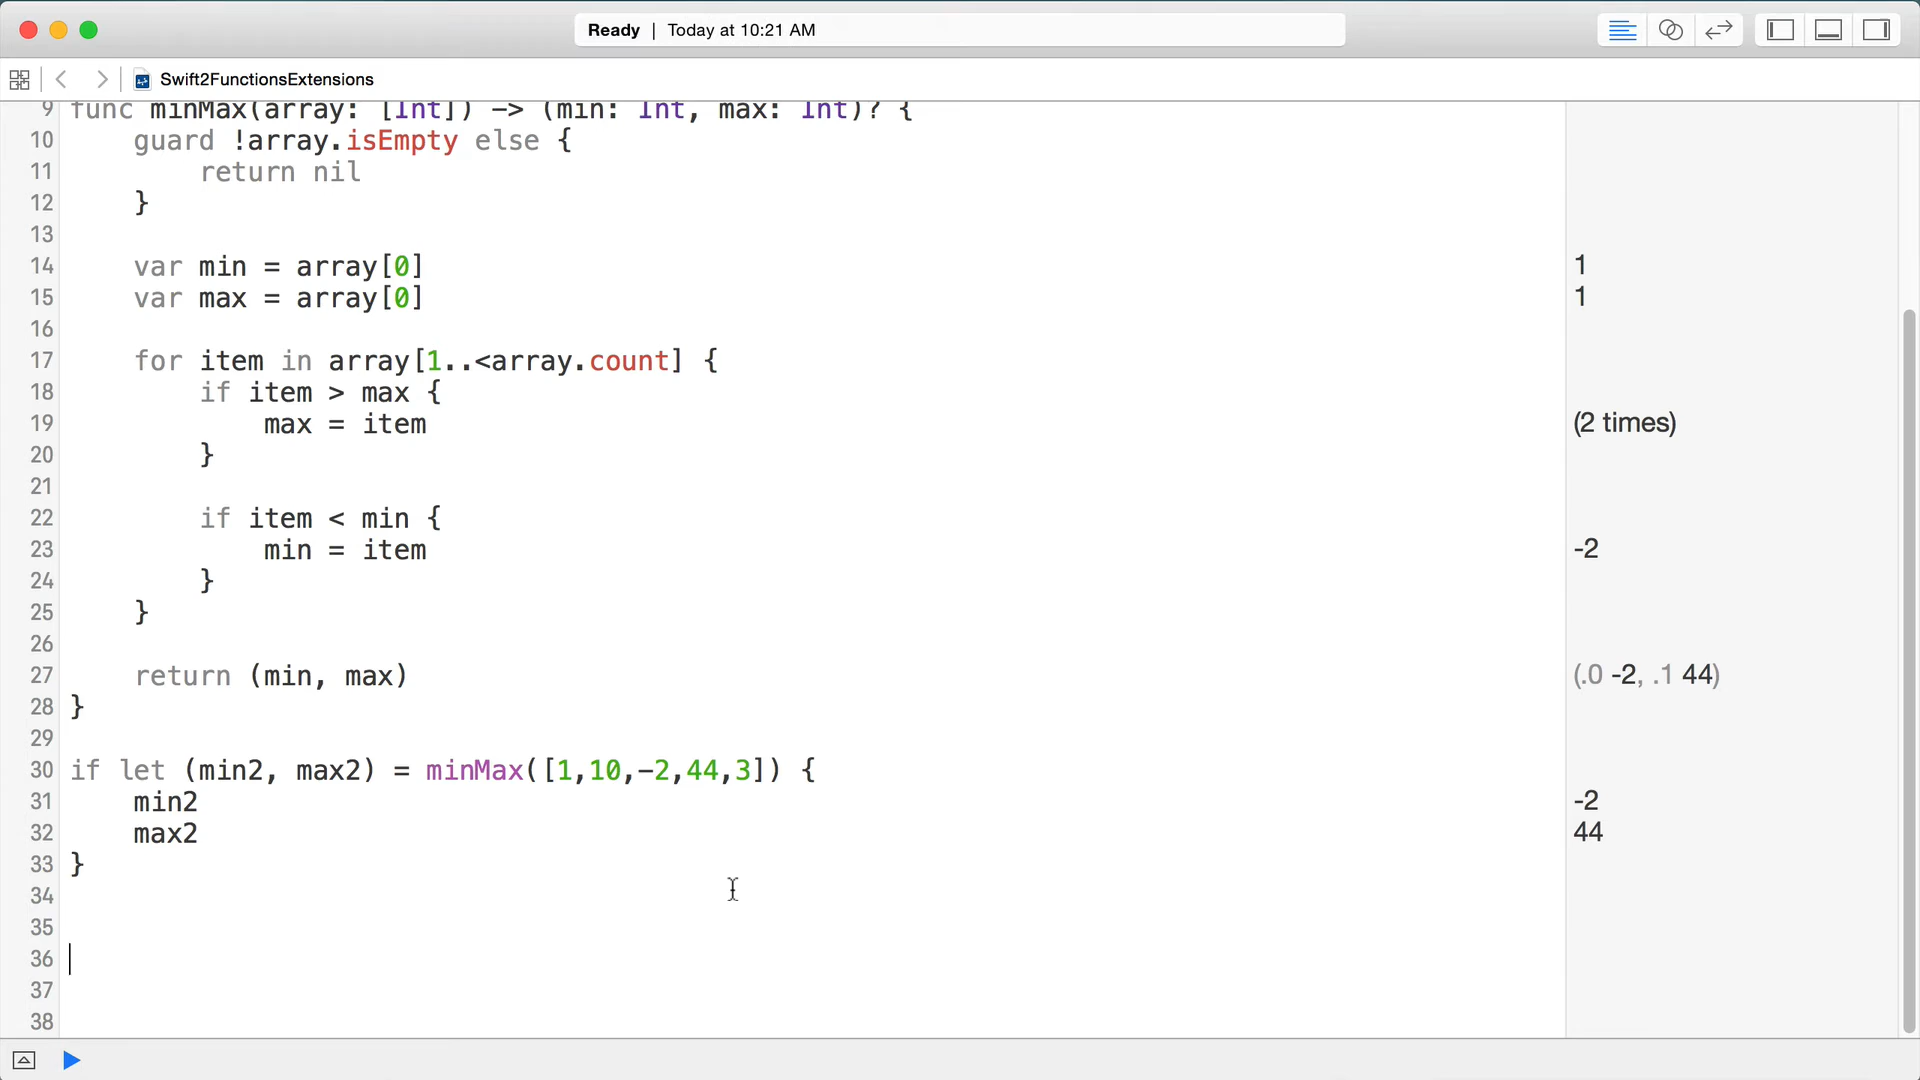 Ready | Today at 10:21 AM
Swift2FunctionsExtensions
9 func minMax(array: [Int]) -> (min: Int, max: Int)? {
10 guard !array.isEmpty else {
11 return nil
12 }
13
14 var min = array[0] 1
15 var max = array[0] 1
16
17 for item in array[1..<array.count] {
18 if item > max {
19 max = item (2 times)
20 }
21
22 if item < min {
23 min = item -2
24 }
25 }
26
27 return (min, max) (.0 -2, .1 44)
28 }
29
30 if let (min2, max2) = minMax([1,10,-2,44,3]) {
31 min2 -2
32 max2 44
33 }
34
35
36
37
38